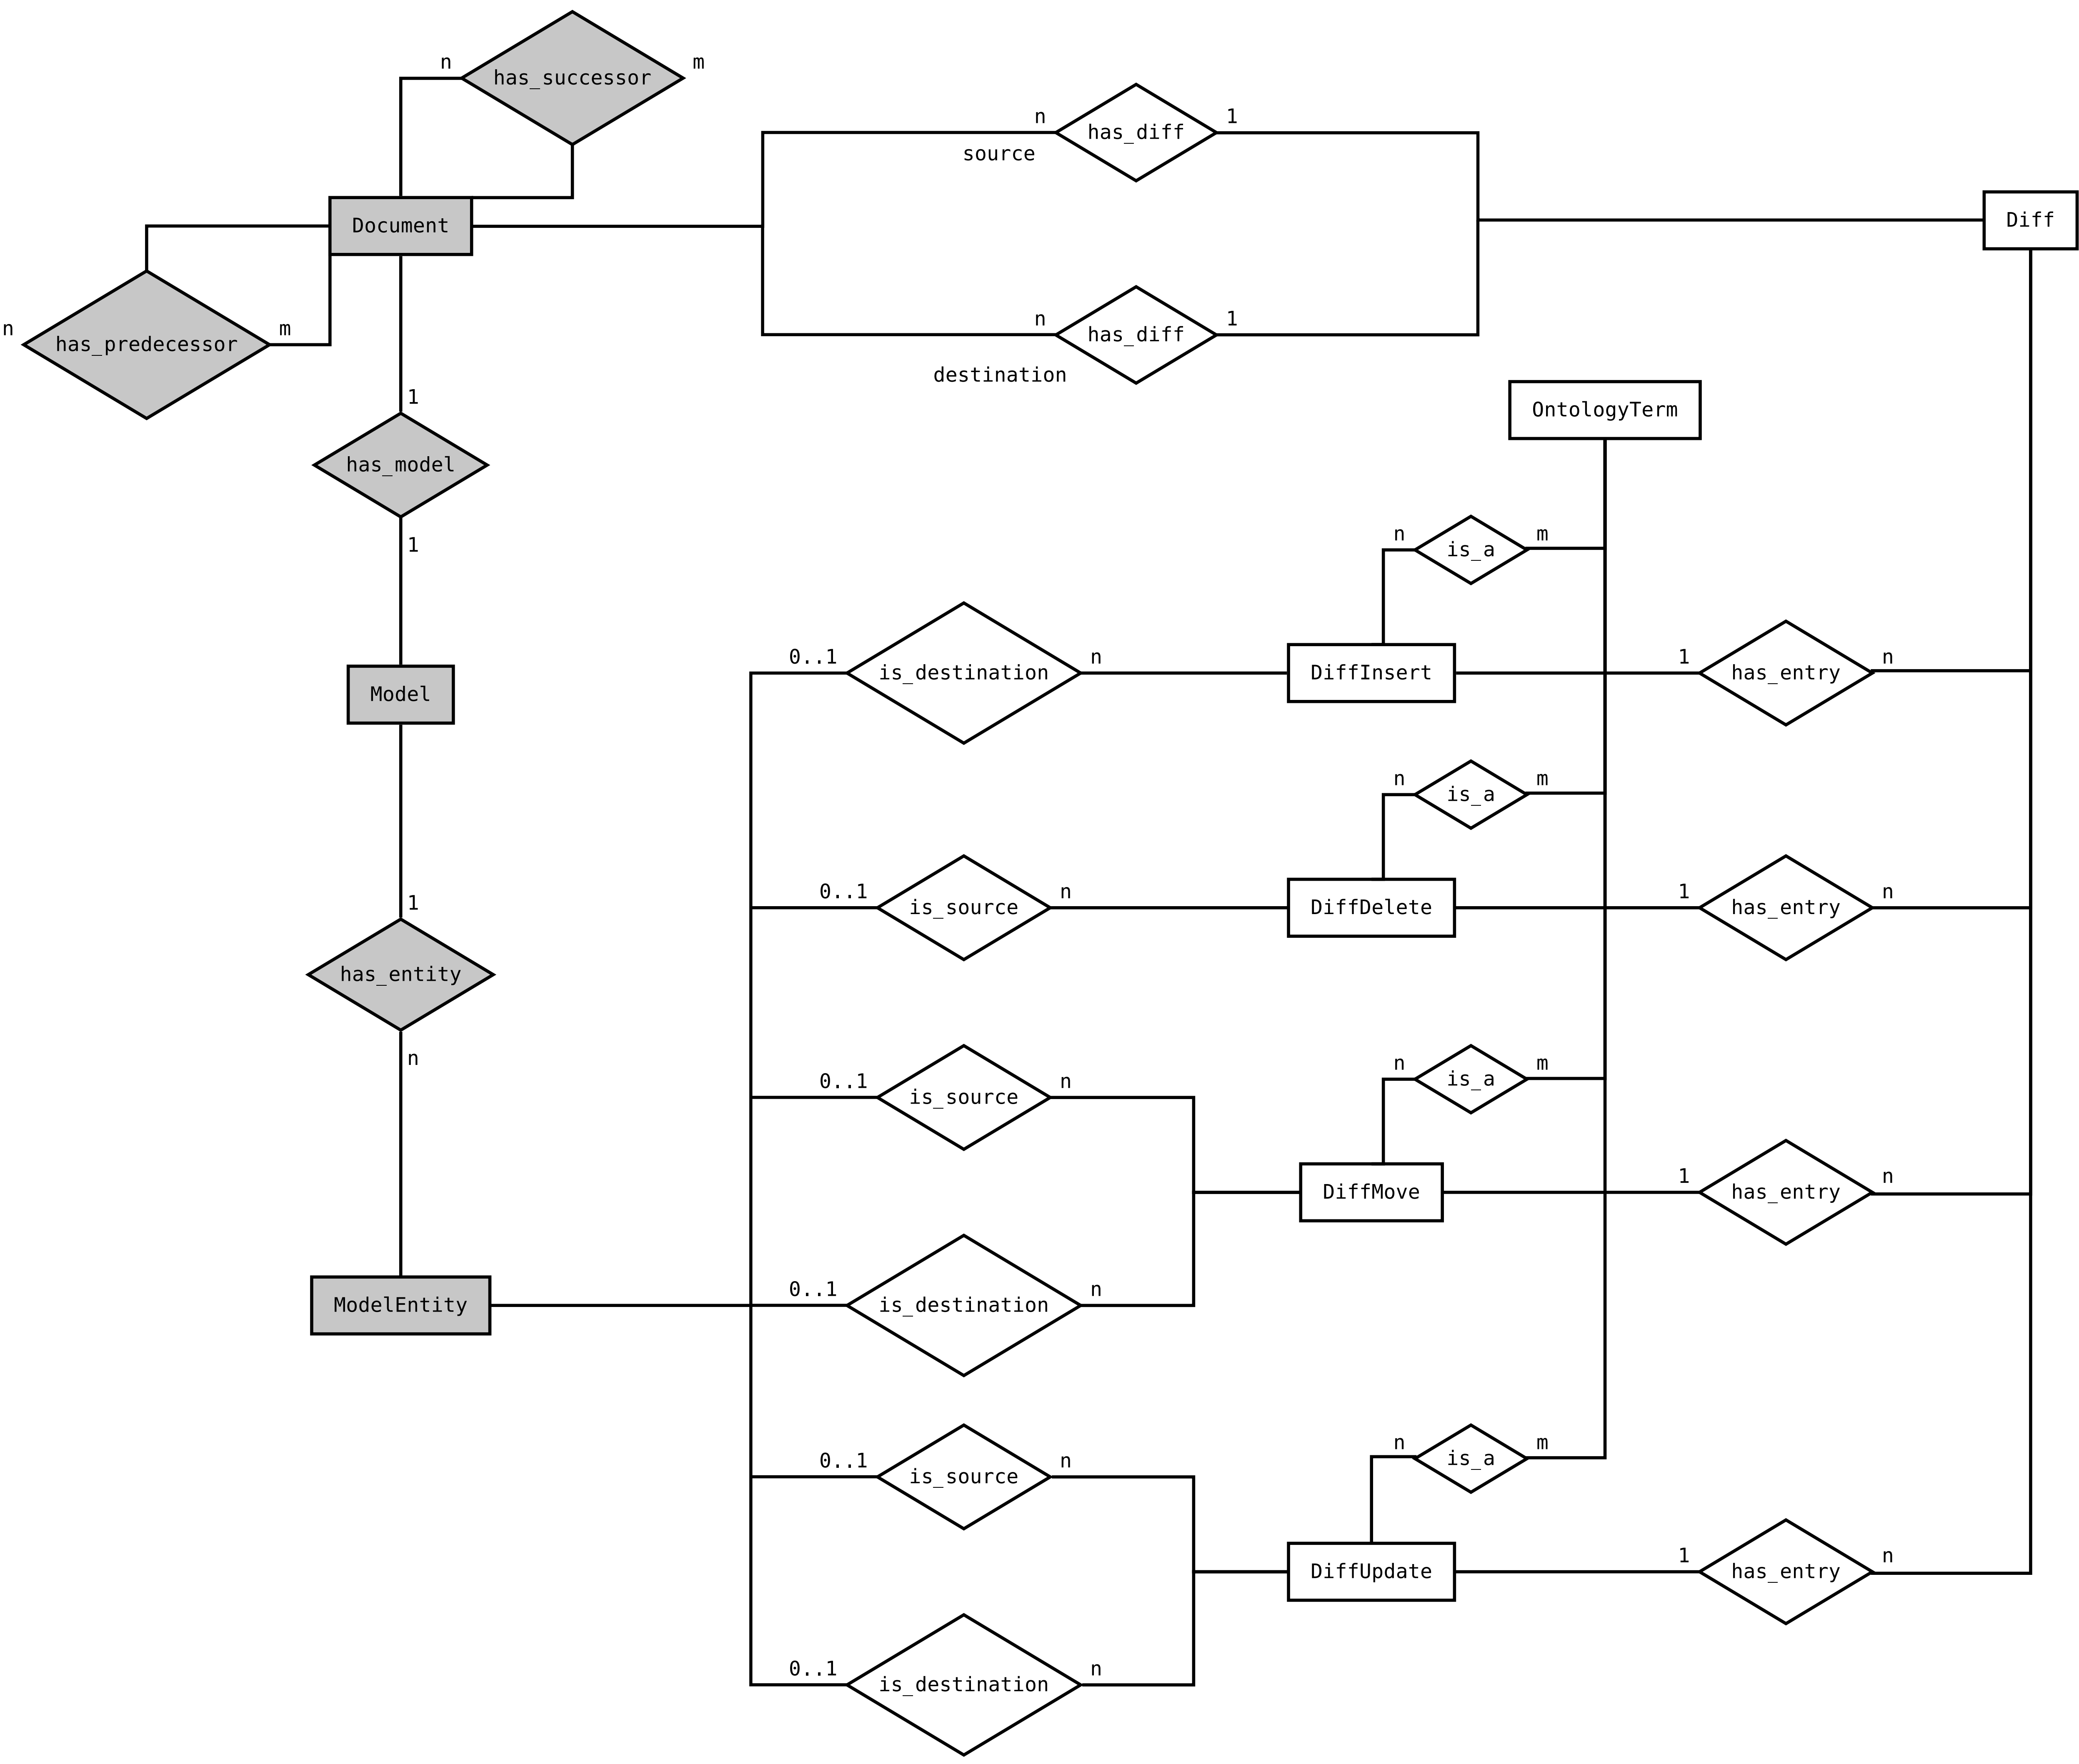 n
has_successor
m
n
has_diff
1
source
Document
Diff
n
has_predecessor
m
n
has_diff
1
destination
1
OntologyTerm
has_model
1
n
is_a
m
0..1
is_destination
n
DiffInsert
1
has_entry
n
Model
n
is_a
m
1
0..1
is_source
n
DiffDelete
1
has_entry
n
has_entity
n
0..1
is_source
n
n
is_a
m
DiffMove
1
has_entry
n
ModelEntity
0..1
is_destination
n
0..1
is_source
n
n
is_a
m
DiffUpdate
1
has_entry
n
0..1
is_destination
n